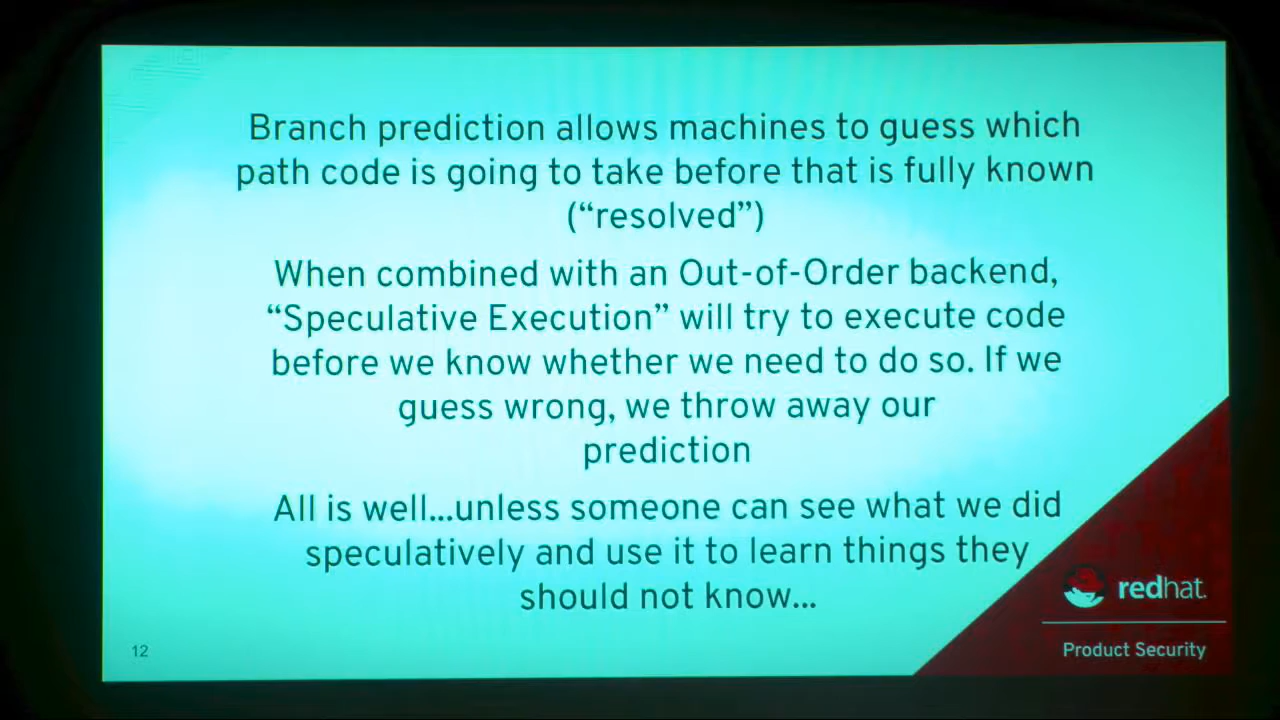 Branch prediction allows machines to guess which
path code is going to take before that is fully known
(“resolved”)
When combined with an Out-of-Order backend,
“Speculative Execution” will try to execute code
before we know whether we need to do so. If we
guess wrong, we throw away our
prediction
All is well...unless someone can see what we did
speculatively and use it to learn things they
should not know...
redhat.
Product Security
12